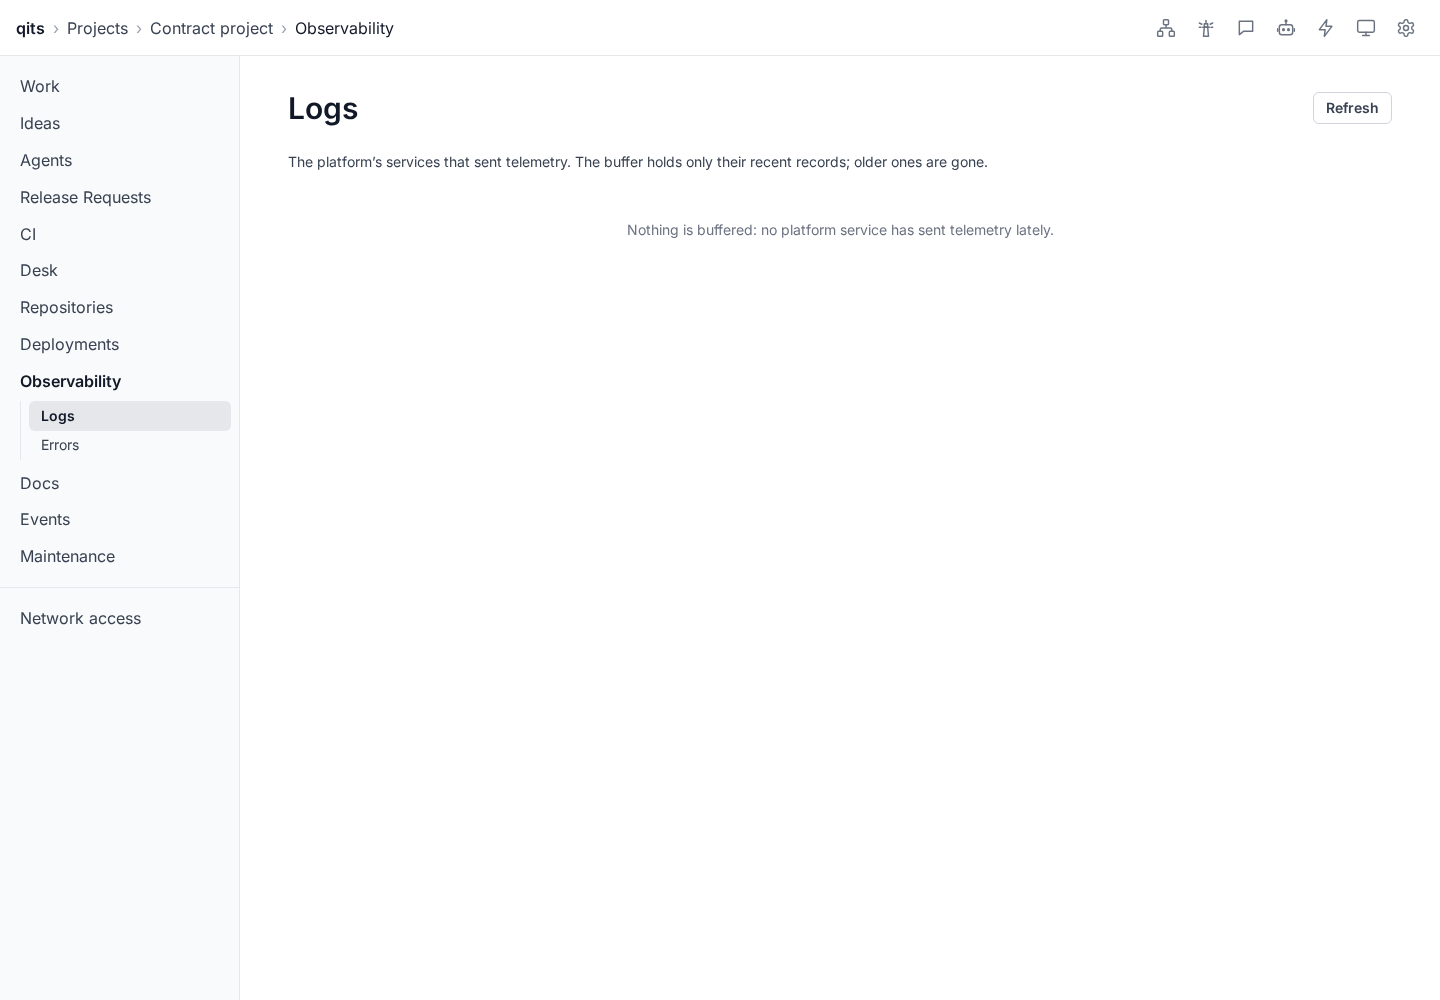 qits › Projects › Contract project › Observability
Work
Ideas
Agents
Release Requests
CI
Desk
Repositories
Deployments
Observability
Logs
Errors
Docs
Events
Maintenance
Network access
Logs
Refresh
The platform’s services that sent telemetry. The buffer holds only their recent records; older ones are gone.
Nothing is buffered: no platform service has sent telemetry lately.